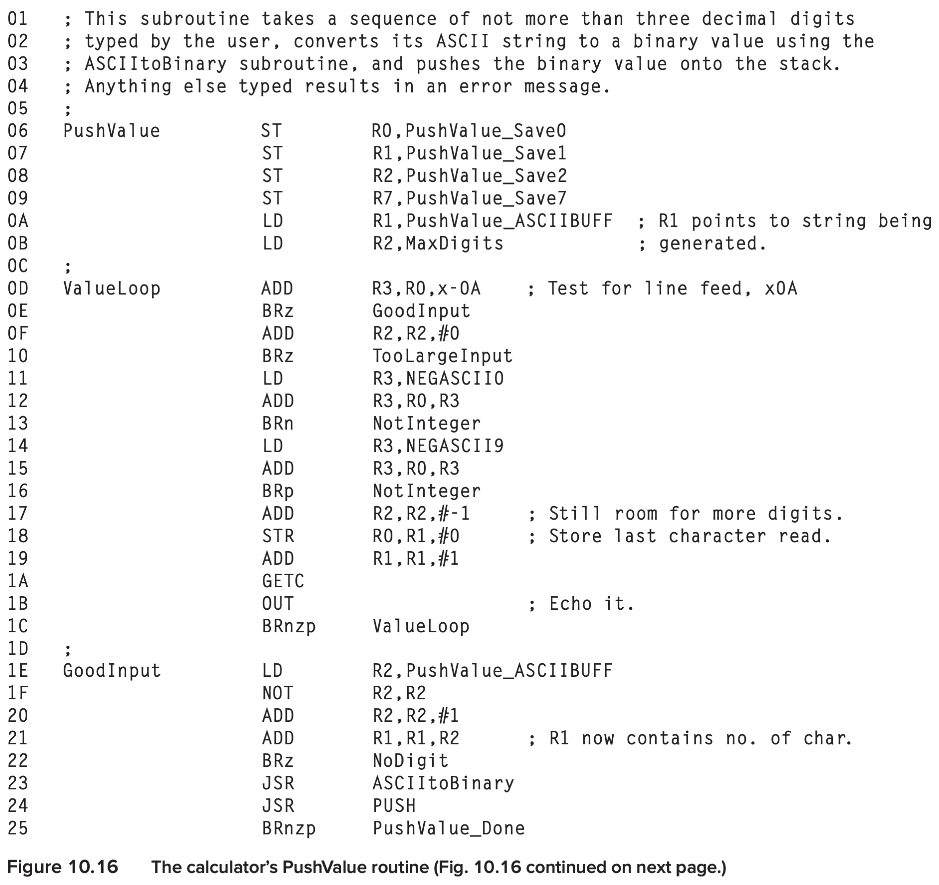 01 ; This subroutine takes a sequence of not more than three decimal digits
02 ; typed by the user, converts its ASCII string to a binary value using the
03 ; ASCIItoBinary subroutine, and pushes the binary value onto the stack.
04 ; Anything else typed results in an error message.
05 ;
06 PushValue ST R0,PushValue_Save0
07 ST R1,PushValue_Save1
08 ST R2,PushValue_Save2
09 ST R7,PushValue_Save7
0A LD R1,PushValue_ASCIIBUFF ; R1 points to string being
0B LD R2,MaxDigits ; generated.
0C ;
0D ValueLoop ADD R3,R0,x-0A ; Test for line feed, x0A
0E BRz GoodInput
0F ADD R2,R2,#0
10 BRz TooLargeInput
11 LD R3,NEGASCII0
12 ADD R3,R0,R3
13 BRn NotInteger
14 LD R3,NEGASCII9
15 ADD R3,R0,R3
16 BRp NotInteger
17 ADD R2,R2,#-1 ; Still room for more digits.
18 STR R0,R1,#0 ; Store last character read.
19 ADD R1,R1,#1
1A GETC
1B OUT ; Echo it.
1C BRnzp ValueLoop
1D ;
1E GoodInput LD R2,PushValue_ASCIIBUFF
1F NOT R2,R2
20 ADD R2,R2,#1
21 ADD R1,R1,R2 ; R1 now contains no. of char.
22 BRz NoDigit
23 JSR ASCIItoBinary
24 JSR PUSH
25 BRnzp PushValue_Done
Figure 10.16 The calculator's PushValue routine (Fig. 10.16 continued on next page.)